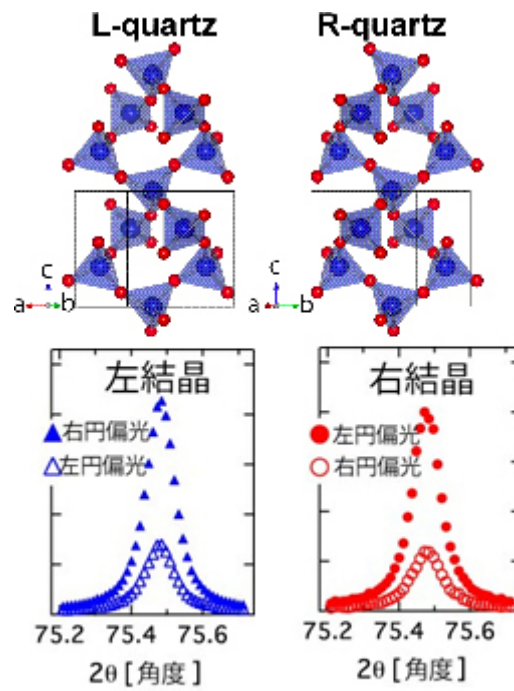 L-quartz
R-quartz
c
a
b
c
a
b
左結晶
▲右円偏光
△左円偏光
75.2 75.4 75.6
2θ [角度]
右結晶
●左円偏光
○右円偏光
75.2 75.4 75.6
2θ [角度]